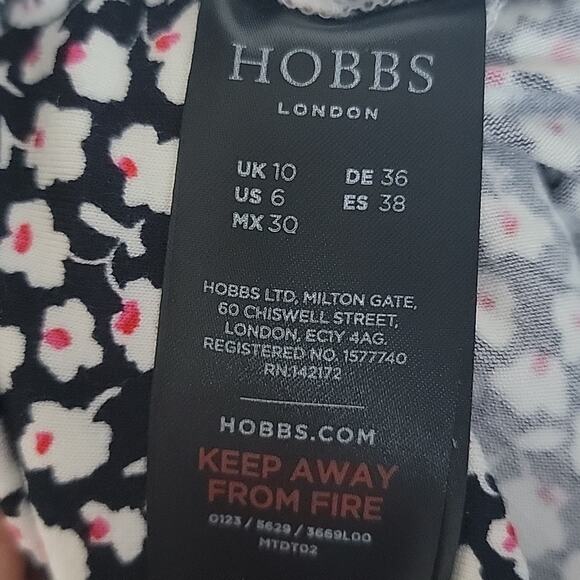 HOBBS
LONDON
UK 10 DE 36
US 6 ES 38
MX 30
HOBBS LTD, MILTON GATE,
60 CHISWELL STREET,
LONDON, EC1Y 4AG.
REGISTERED NO. 1577740
RN.142172
HOBBS.COM
KEEP AWAY
FROM FIRE
0123 / 5629 / 3669L00
MTDT02